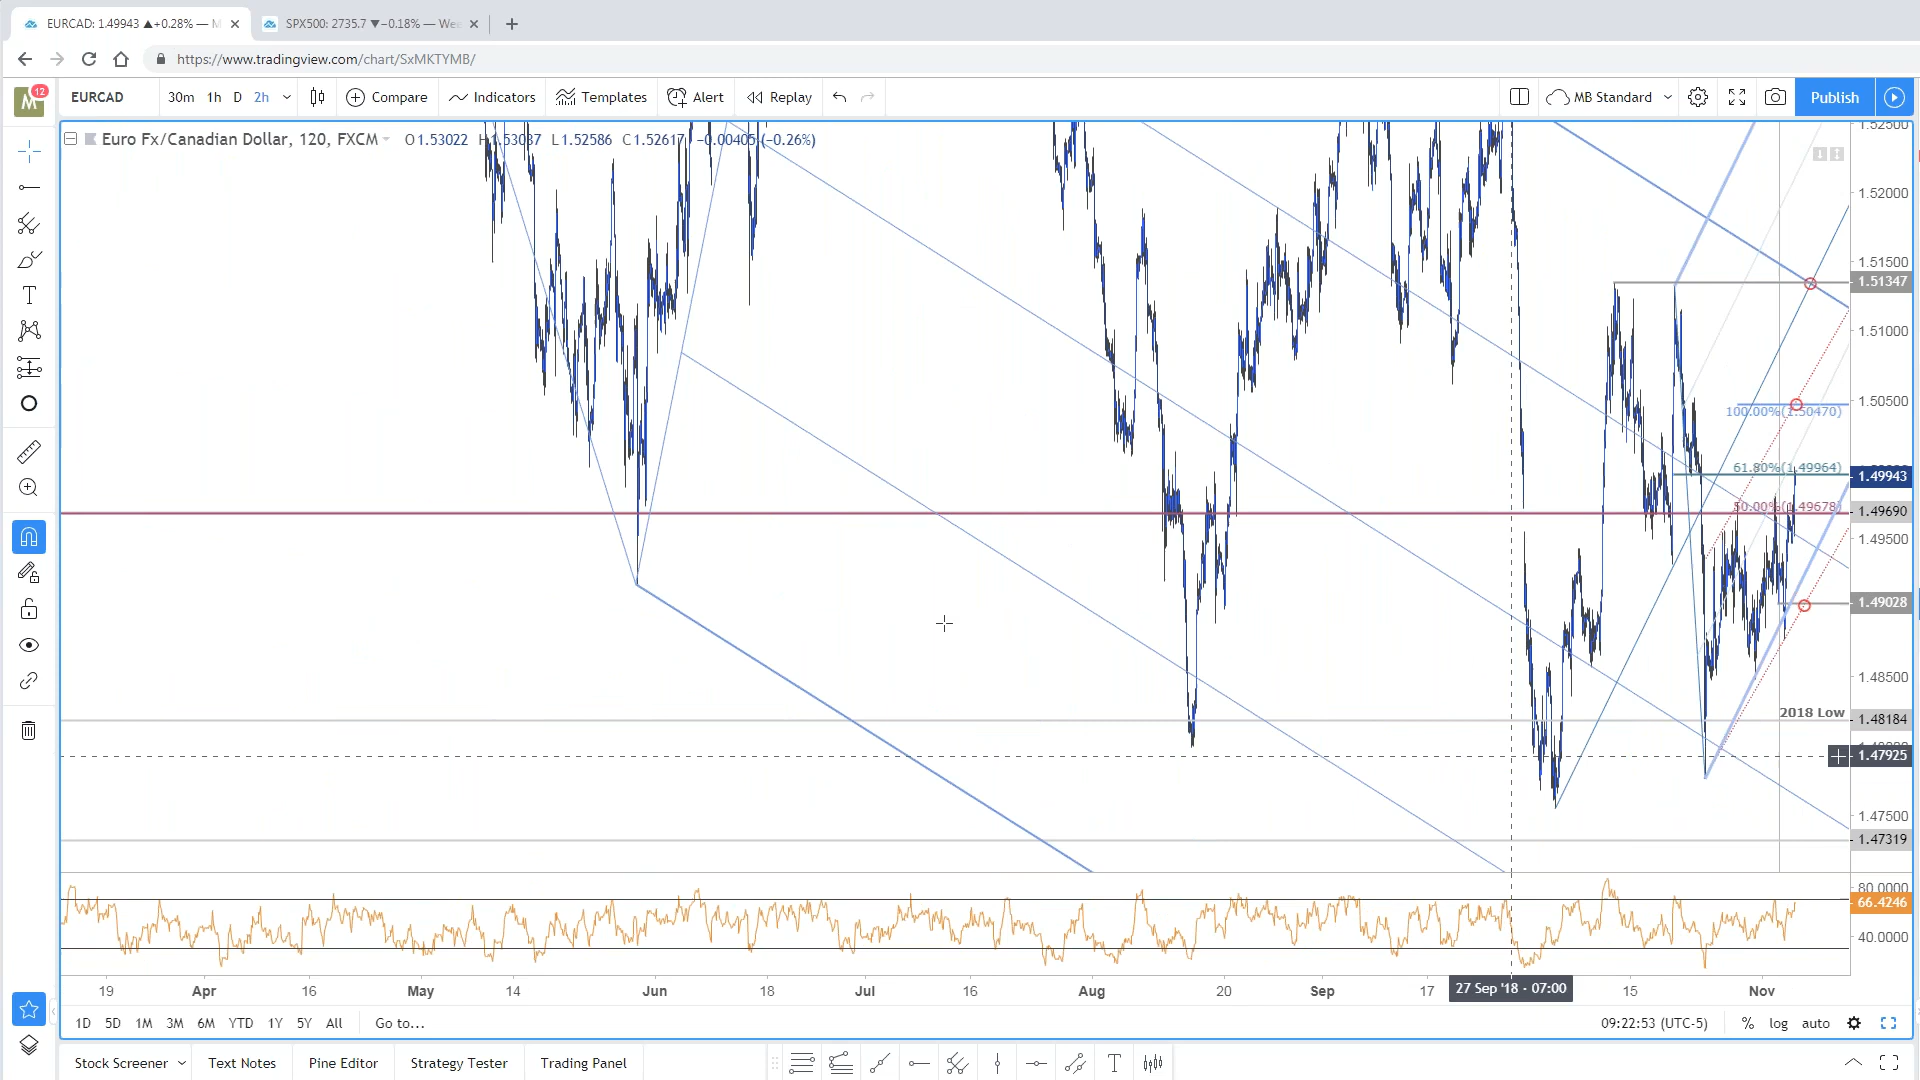 EURCAD: 1.49943 ▲+0.28% — M
SPX500: 2735.7 ▼−0.18% — We
https://www.tradingview.com/chart/SxMKTYMB/
M 12
EURCAD 30m 1h D 2h Compare Indicators Templates Alert Replay MB Standard Publish
Euro Fx/Canadian Dollar, 120, FXCM O1.53022 H1.53037 L1.52586 C1.52617 −0.00405 (−0.26%)
1.52500
1.52000
1.51500
1.51347
1.51000
1.50500
100.00%(1.50470)
61.80%(1.49964)
1.49943
50.00%(1.49678)
1.49690
1.49500
1.49028
1.48500
2018 Low
1.48184
1.47925
1.47500
1.47319
80.0000
66.4246
40.0000
19 Apr 16 May 14 Jun 18 Jul 16 Aug 20 Sep 17 27 Sep '18 - 07:00 15 Nov
1D 5D 1M 3M 6M YTD 1Y 5Y All Go to... 09:22:53 (UTC-5) % log auto
Stock Screener Text Notes Pine Editor Strategy Tester Trading Panel T